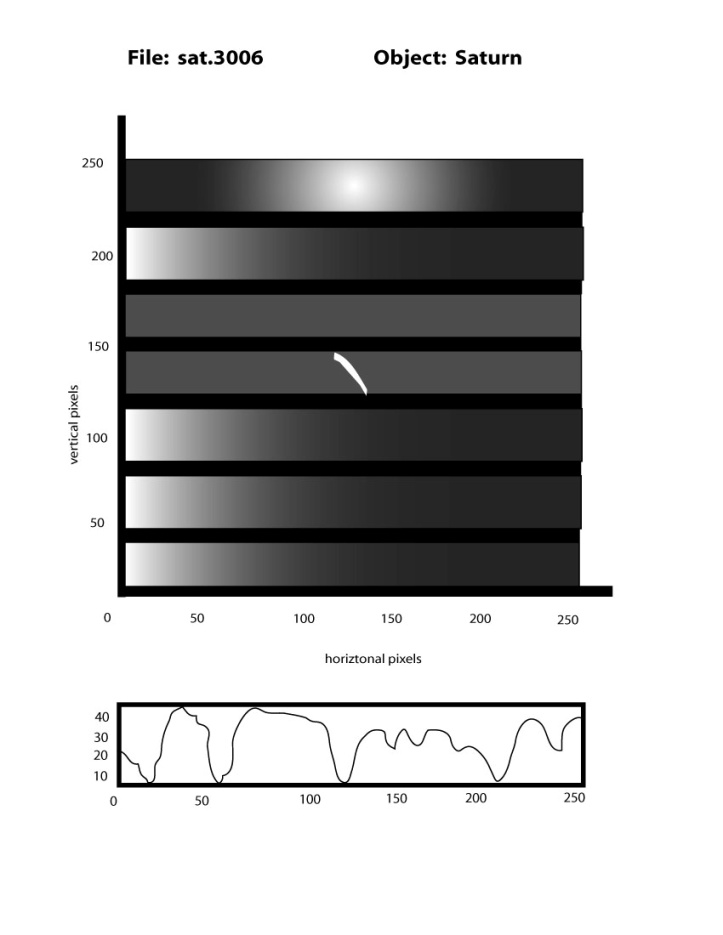 File: sat.3006 Object: Saturn
250
200
150
100
50
vertical pixels
0 50 100 150 200 250
horiztonal pixels
40
30
20
10
0 50 100 150 200 250